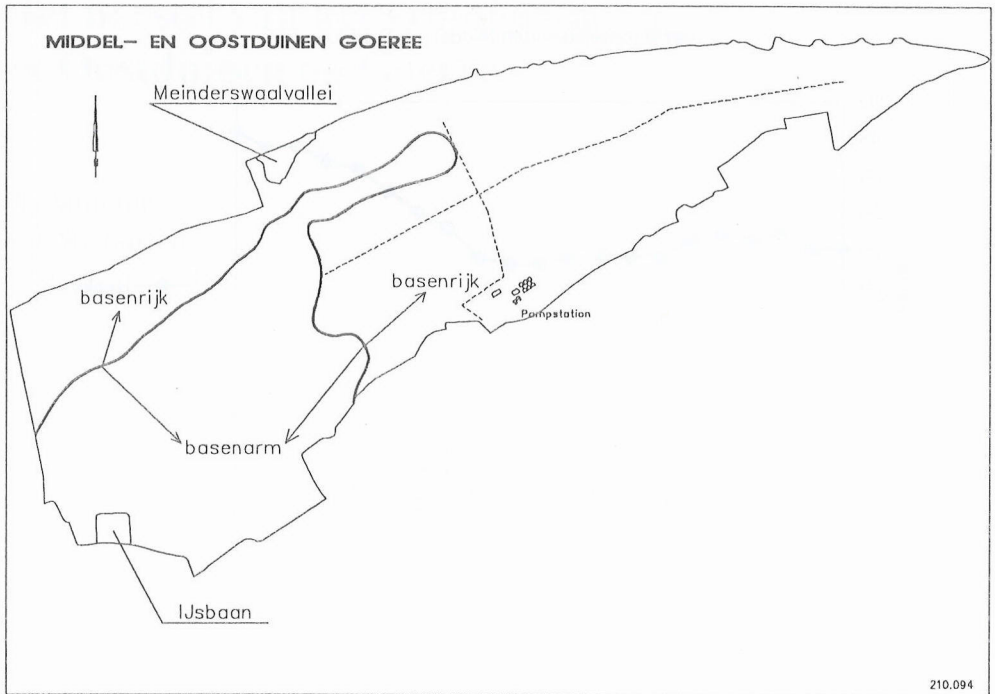 MIDDEL- EN OOSTDUINEN GOEREE
Meinderswaalvallei
basenrijk
basenrijk
Pompstation
basenarm
IJsbaan
210.094